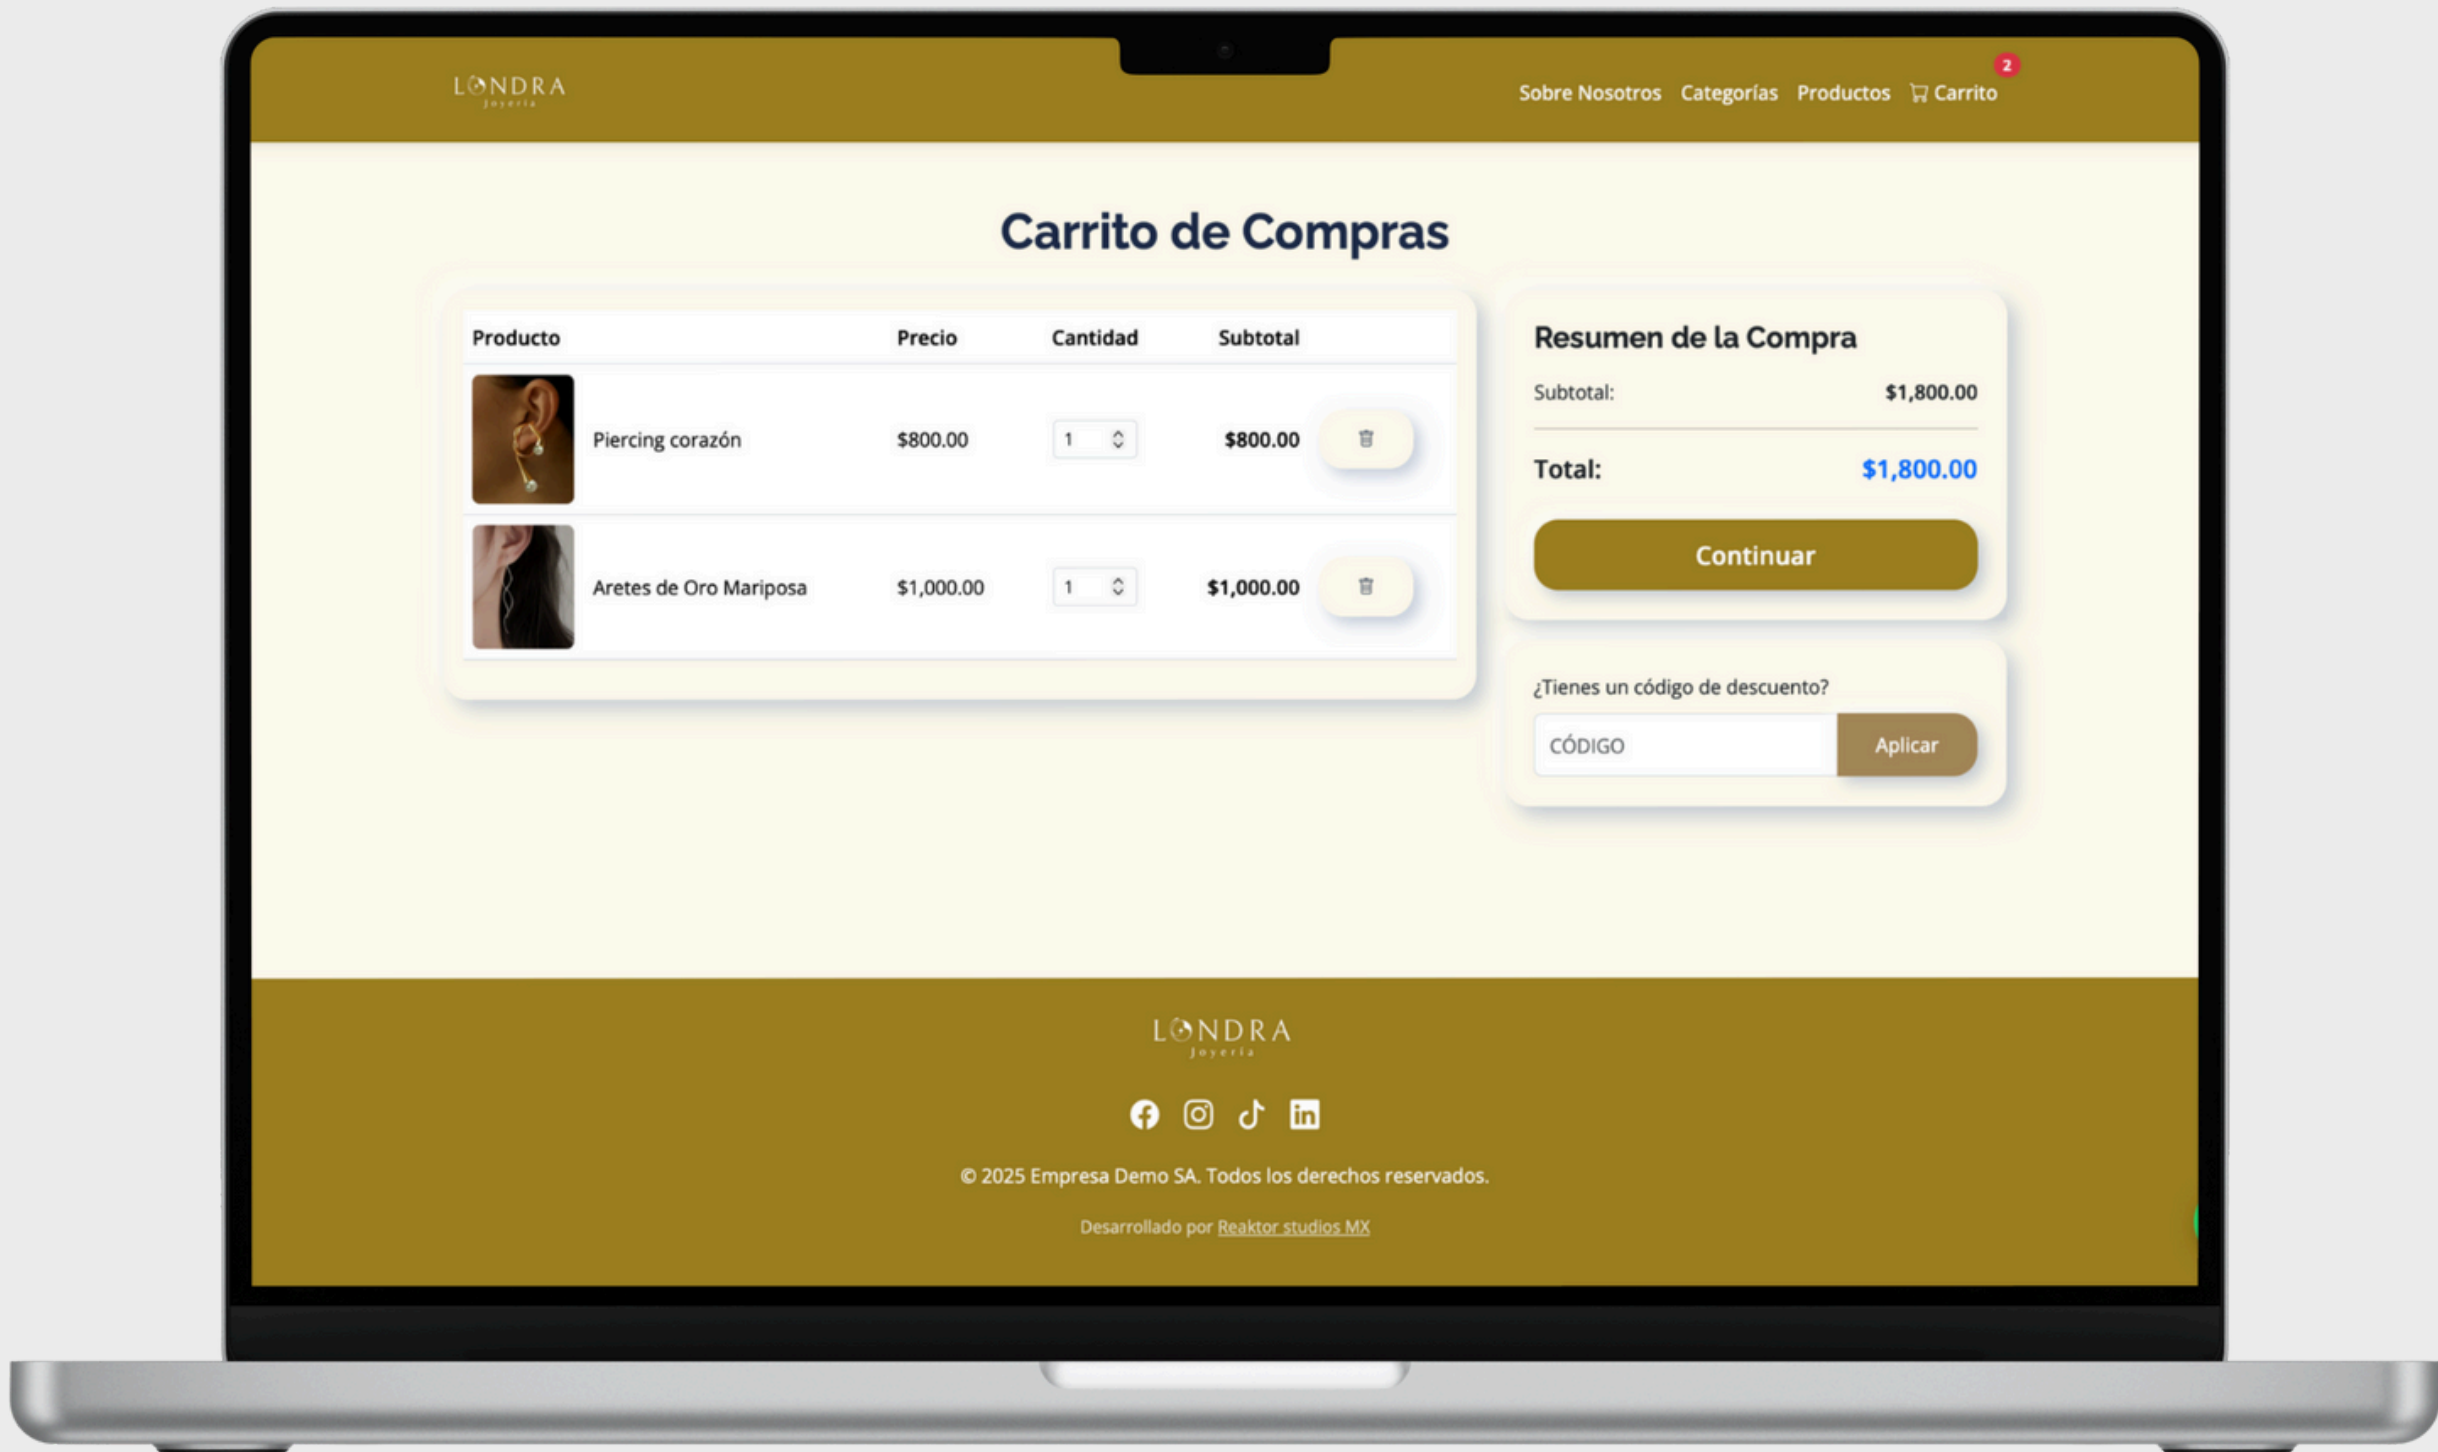 LONDRA
Joyería
Sobre Nosotros Categorías Productos Carrito 2
Carrito de Compras
Producto Precio Cantidad Subtotal
Piercing corazón $800.00 1 $800.00
Aretes de Oro Mariposa $1,000.00 1 $1,000.00
Resumen de la Compra
Subtotal: $1,800.00
Total: $1,800.00
Continuar
¿Tienes un código de descuento?
CÓDIGO Aplicar
LONDRA
Joyería
© 2025 Empresa Demo SA. Todos los derechos reservados.
Desarrollado por Reaktor studios MX